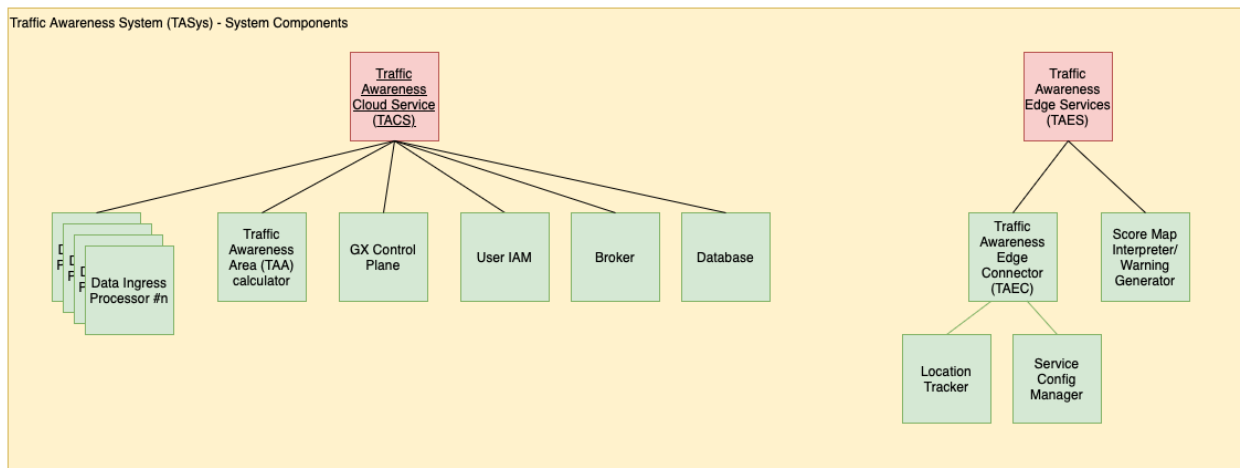 Traffic Awareness System (TASys) - System Components
Traffic
Awareness
Cloud Service
(TACS)
Traffic
Awareness
Edge Services
(TAES)
Data Ingress
Processor #n
Traffic
Awareness
Area (TAA)
calculator
GX Control
Plane
User IAM
Broker
Database
Traffic
Awareness
Edge
Connector
(TAEC)
Score Map
Interpreter/
Warning
Generator
Location
Tracker
Service
Config
Manager